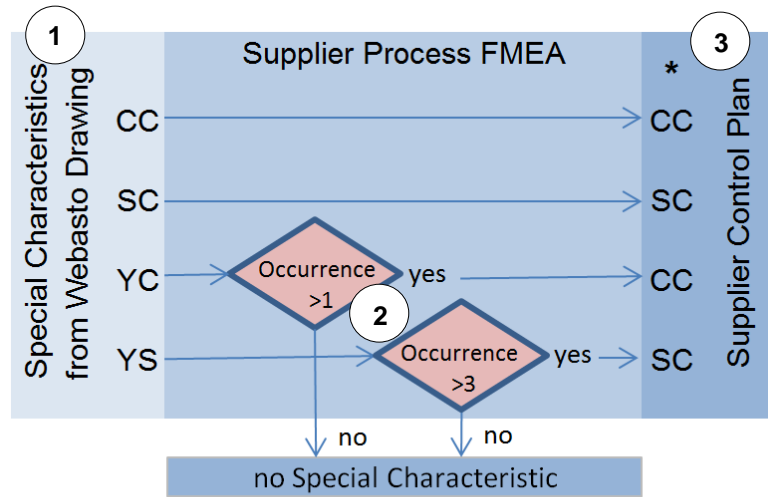 1
Special Characteristics
from Webasto Drawing
Supplier Process FMEA
3
*
Supplier Control Plan
CC
CC
SC
SC
YC
Occurrence
>1
yes
CC
2
YS
Occurrence
>3
yes
SC
no
no
no Special Characteristic